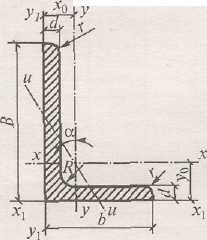 y₁ x₀ y
d r
B u α
x x
R r d y₀
x₁ y u x₁
y₁ b